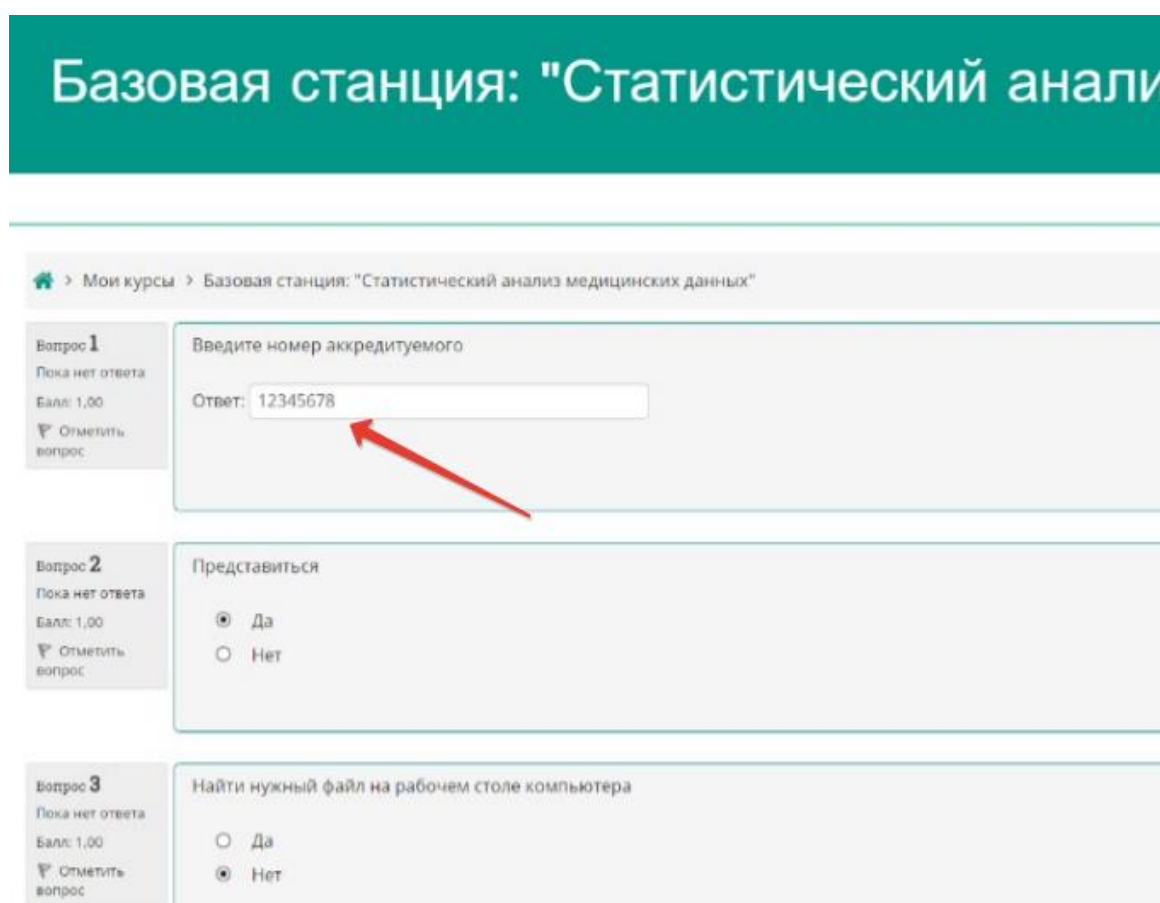 Базовая станция: "Статистический анали
Мои курсы > Базовая станция: "Статистический анализ медицинских данных"
Вопрос 1
Пока нет ответа
Балл: 1,00
Отметить
вопрос
Введите номер аккредитуемого
Ответ: 12345678
Вопрос 2
Пока нет ответа
Балл: 1,00
Отметить
вопрос
Представиться
Да
Нет
Вопрос 3
Пока нет ответа
Балл: 1,00
Отметить
вопрос
Найти нужный файл на рабочем столе компьютера
Да
Нет